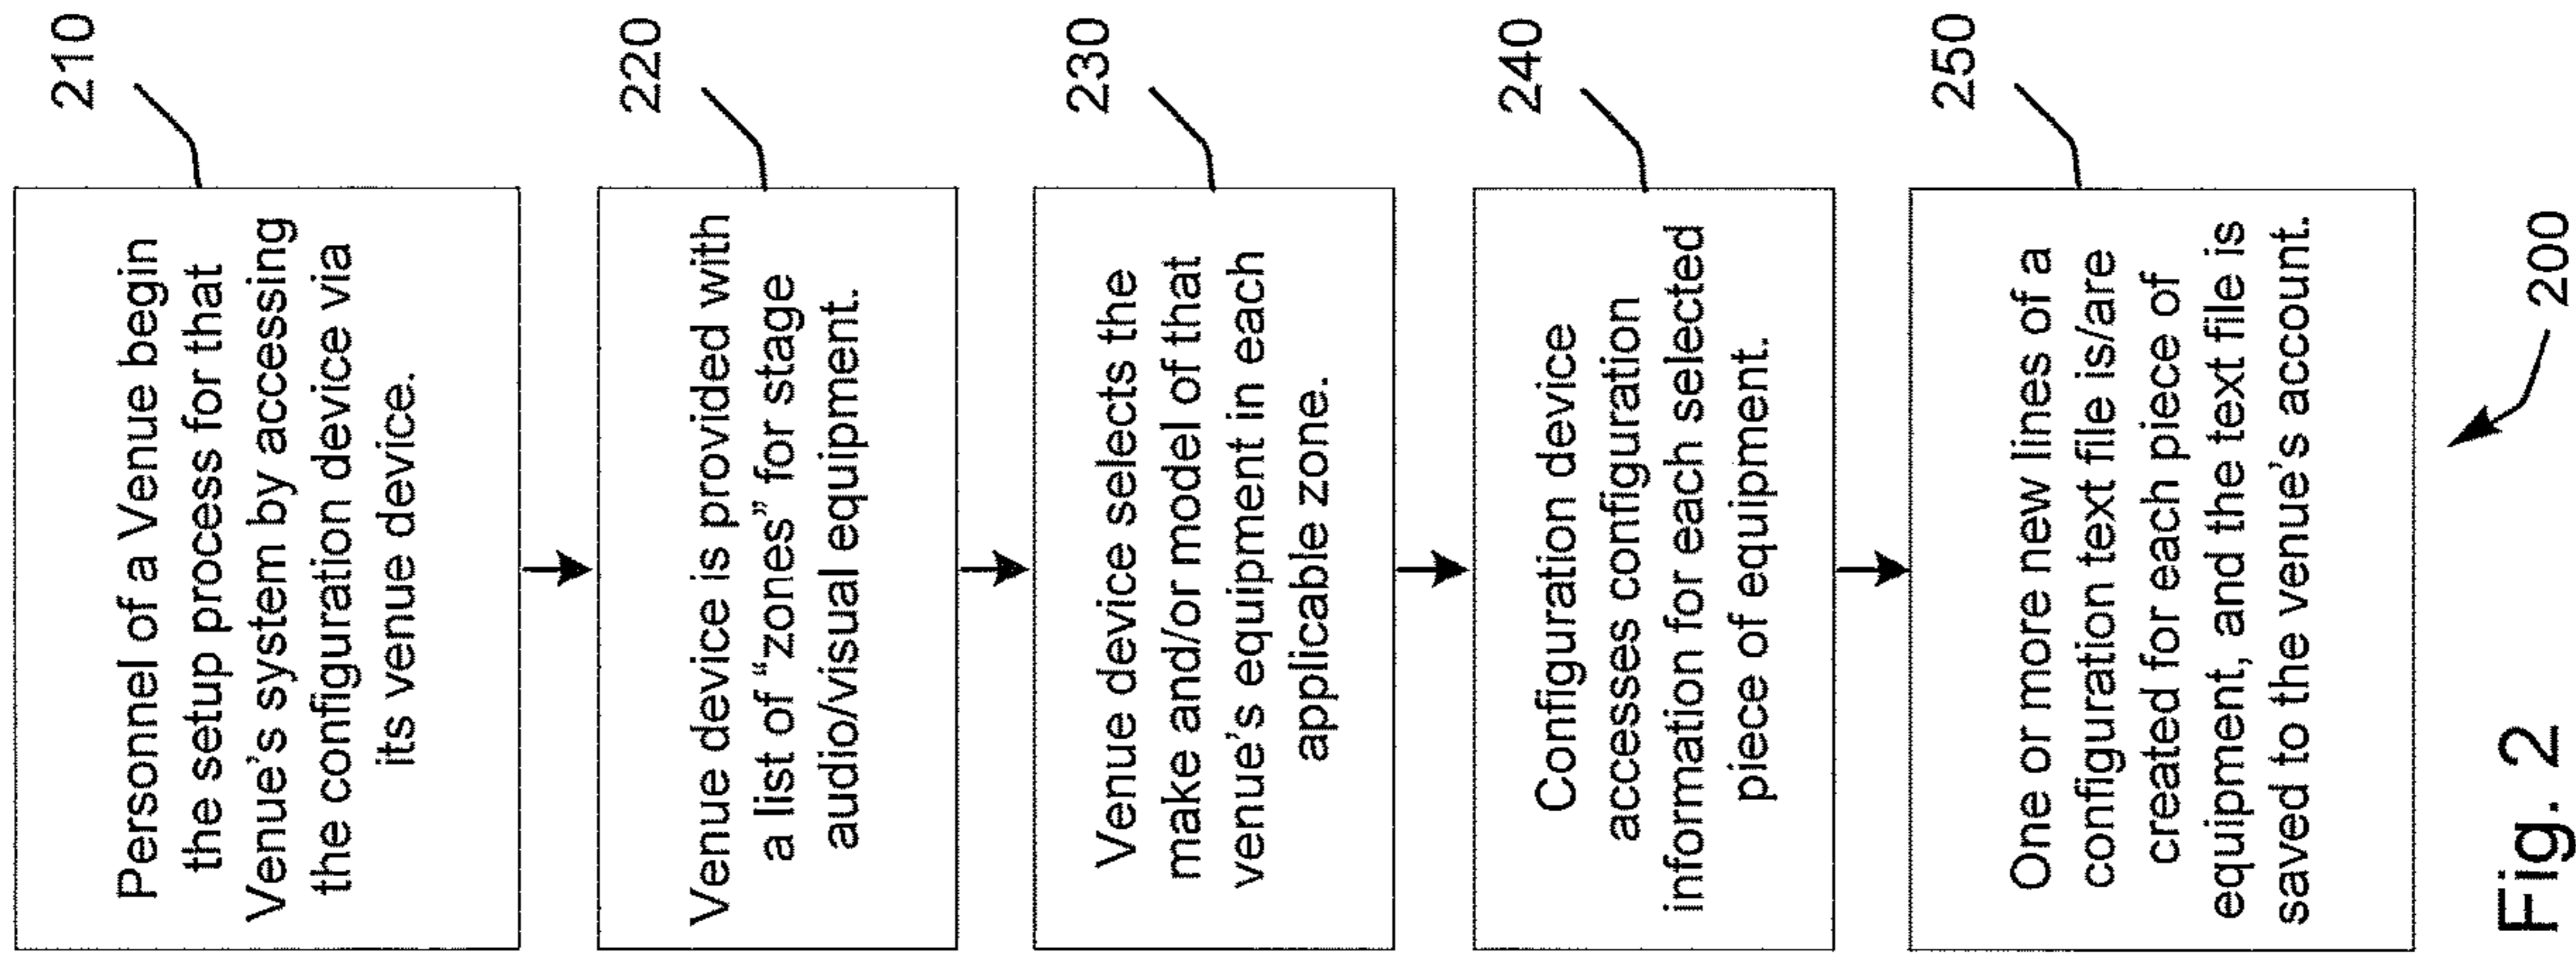 210
Personnel of a Venue begin
the setup process for that
Venue's system by accessing
the configuration device via
its venue device.
220
Venue device is provided with
a list of “zones” for stage
audio/visual equipment.
230
Venue device selects the
make and/or model of that
venue's equipment in each
applicable zone.
240
Configuration device
accesses configuration
information for each selected
piece of equipment.
250
One or more new lines of a
configuration text file is/are
created for each piece of
equipment, and the text file is
saved to the venue's account.
200
Fig. 2